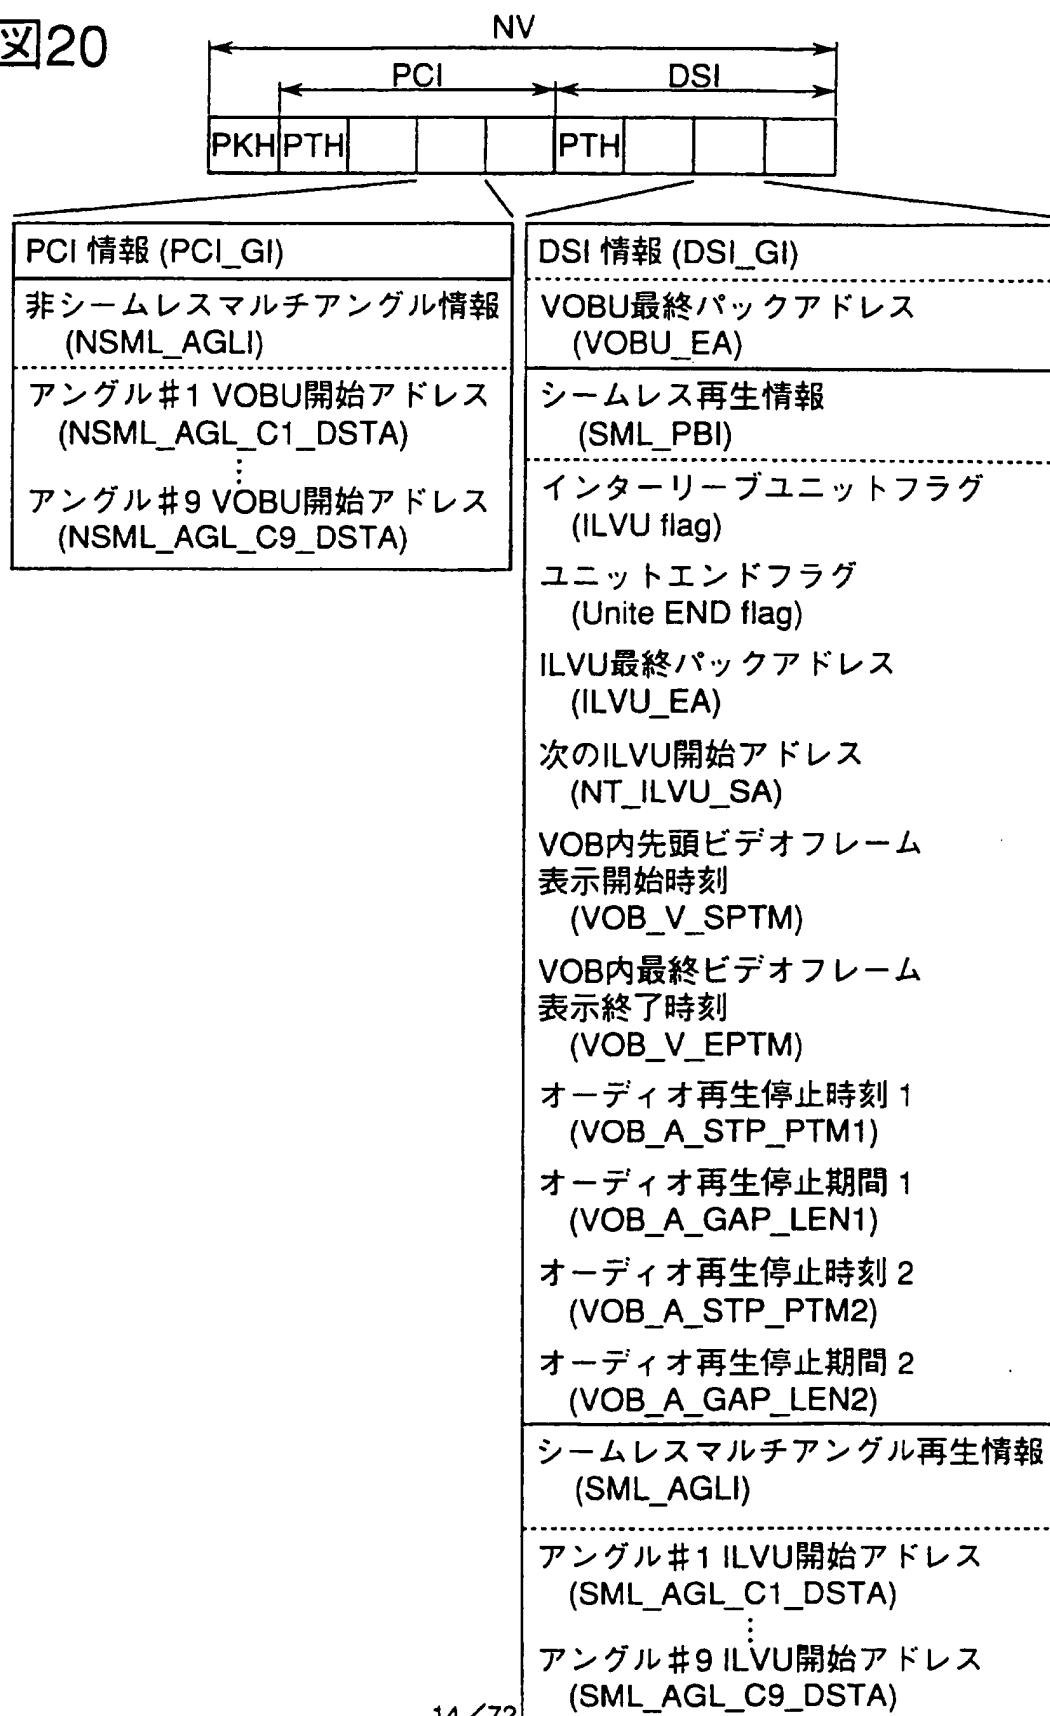 図20
NV
PCI
DSI
PKH PTH PTH
PCI 情報 (PCI_GI)
非シームレスマルチアングル情報
(NSML_AGLI)
アングル#1 VOBU開始アドレス
(NSML_AGL_C1_DSTA)
⋮
アングル#9 VOBU開始アドレス
(NSML_AGL_C9_DSTA)
DSI 情報 (DSI_GI)
VOBU最終パックアドレス
(VOBU_EA)
シームレス再生情報
(SML_PBI)
インターリーブユニットフラグ
(ILVU flag)
ユニットエンドフラグ
(Unite END flag)
ILVU最終パックアドレス
(ILVU_EA)
次のILVU開始アドレス
(NT_ILVU_SA)
VOB内先頭ビデオフレーム
表示開始時刻
(VOB_V_SPTM)
VOB内最終ビデオフレーム
表示終了時刻
(VOB_V_EPTM)
オーディオ再生停止時刻 1
(VOB_A_STP_PTM1)
オーディオ再生停止期間 1
(VOB_A_GAP_LEN1)
オーディオ再生停止時刻 2
(VOB_A_STP_PTM2)
オーディオ再生停止期間 2
(VOB_A_GAP_LEN2)
シームレスマルチアングル再生情報
(SML_AGLI)
アングル#1 ILVU開始アドレス
(SML_AGL_C1_DSTA)
⋮
アングル#9 ILVU開始アドレス
(SML_AGL_C9_DSTA)
14/72